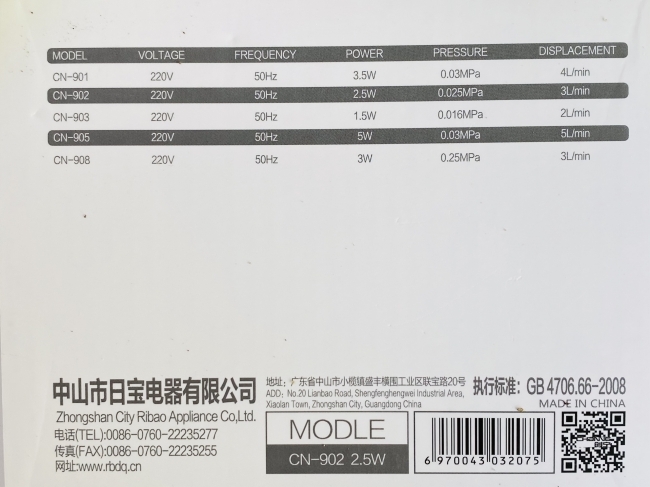 MODEL VOLTAGE FREQUENCY POWER PRESSURE DISPLACEMENT
CN-901 220V 50Hz 3.5W 0.03MPa 4L/min
CN-902 220V 50Hz 2.5W 0.025MPa 3L/min
CN-903 220V 50Hz 1.5W 0.016MPa 2L/min
CN-905 220V 50Hz 5W 0.03MPa 5L/min
CN-908 220V 50Hz 3W 0.25MPa 3L/min
中山市日宝电器有限公司
Zhongshan City Ribao Appliance Co,Ltd.
电话(TEL):0086-0760-22235277
传真(FAX):0086-0760-22235255
网址:www.rbdq.cn
地址:广东省中山市小榄镇盛丰横围工业区联宝路20号
ADD: No.20 Lianbao Road, Shengfenghengwei Industrial Area,
Xiaolan Town, Zhongshan City, Guangdong China
执行标准: GB 4706.66-2008
MADE IN CHINA
MODLE
CN-902 2.5W
6 970043 032075